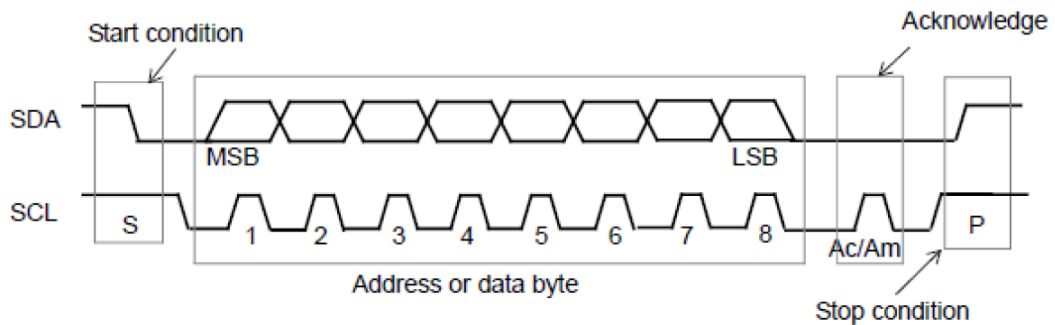 Start condition
Acknowledge
SDA
MSB
LSB
SCL
S
1
2
3
4
5
6
7
8
Ac/Am
P
Address or data byte
Stop condition